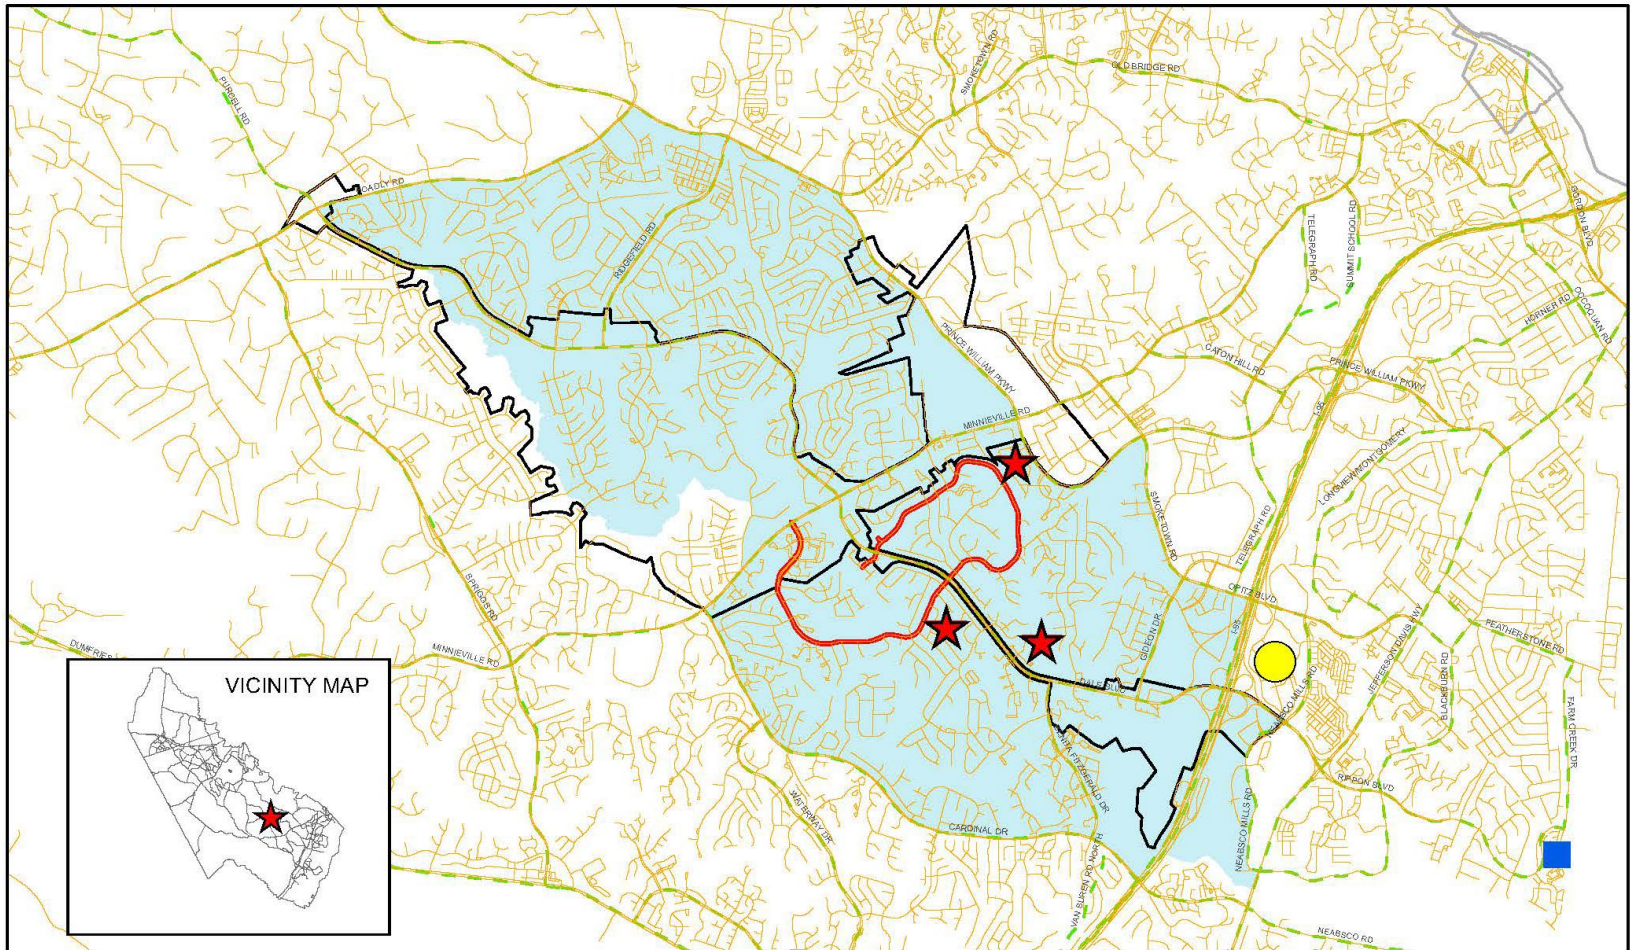 SMOKETOWN RD
OLD BRIDGE RD
PURCELL RD
HOADLY RD
GORDON BLVD
RIDGEFIELD RD
TELEGRAPH RD
SUMMIT SCHOOL RD
HORNER RD
OCCOQUAN RD
PRINCE WILLIAM PKWY
CATON HILL RD
PRINCE WILLIAM PKWY
I-95
MINNIEVILLE RD
LONGVIEW/MONTGOMERY
SMOKETOWN RD
TELEGRAPH RD
OPITZ BLVD
SPRIGGS RD
GIDEON DR
I-95
JEFFERSON DAVIS HWY
FEATHERSTONE RD
DUMFRIES
MINNIEVILLE RD
BLACKBURN RD
NEABSCO MILLS RD
DALE BLVD
FARM CREEK DR
VICINITY MAP
RIPPON BLVD
WATERWAY DR
CARDINAL DR
NEABSCO MILLS RD
VAN BUREN RD NORTH
NEABSCO RD